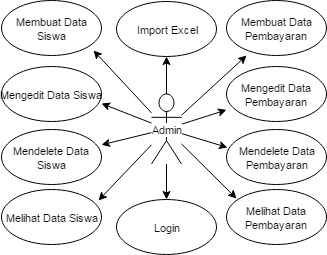 Membuat Data
Siswa
Import Excel
Membuat Data
Pembayaran
Mengedit Data Siswa
Mengedit Data
Pembayaran
Admin
Mendelete Data
Siswa
Mendelete Data
Pembayaran
Melihat Data Siswa
Login
Melihat Data
Pembayaran